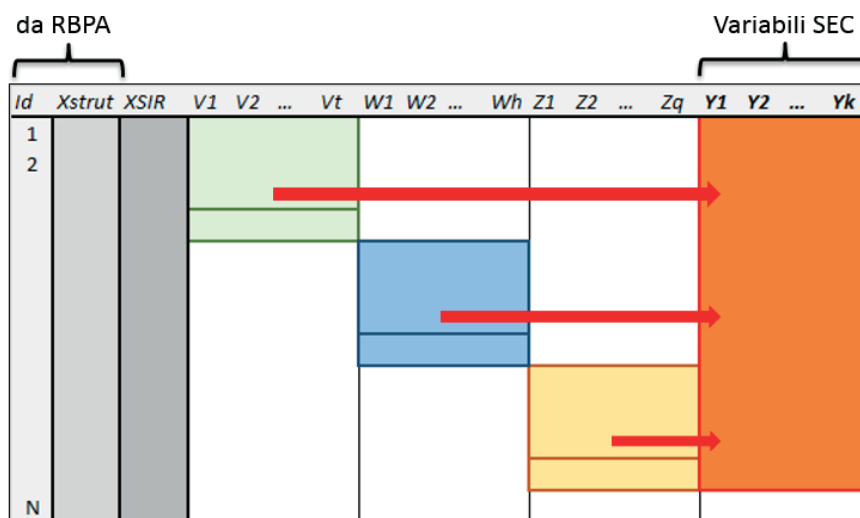 da RBPA Variabili SEC
Id Xstrut XSIR V1 V2 ... Vt W1 W2 ... Wh Z1 Z2 ... Zq Y1 Y2 ... Yk
1
2
N